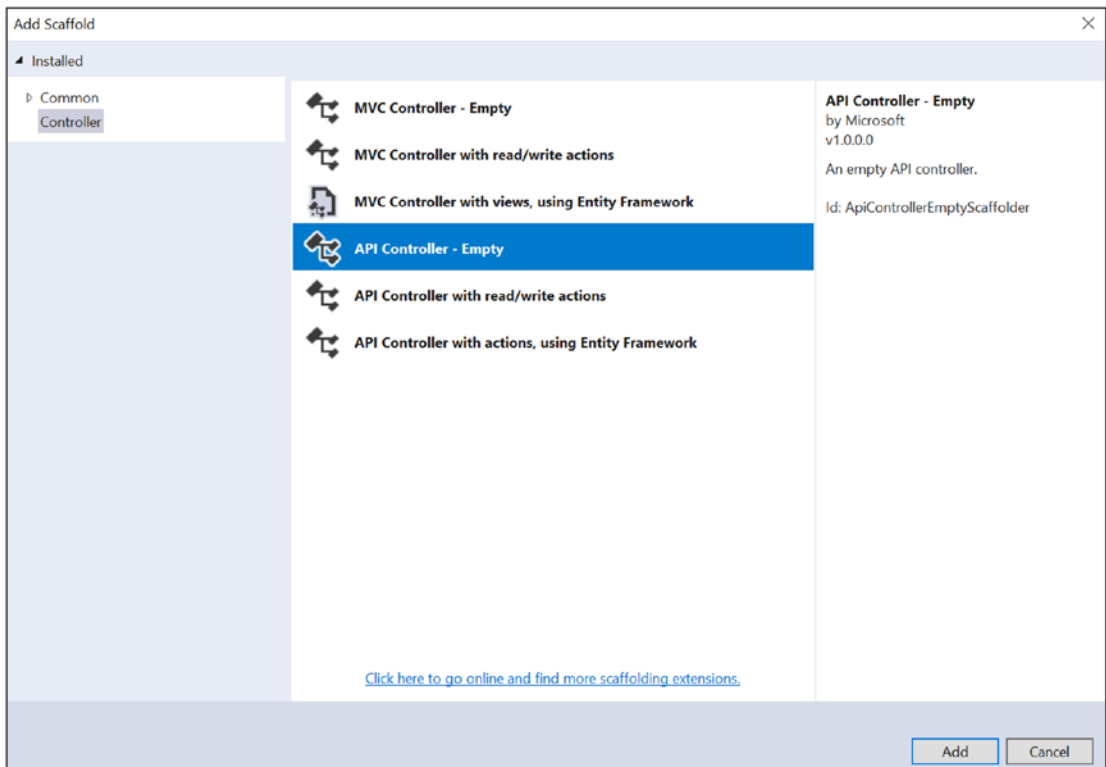 Add Scaffold
Installed
Common
Controller
MVC Controller - Empty
MVC Controller with read/write actions
MVC Controller with views, using Entity Framework
API Controller - Empty
API Controller with read/write actions
API Controller with actions, using Entity Framework
Click here to go online and find more scaffolding extensions.
API Controller - Empty
by Microsoft
v1.0.0.0
An empty API controller.
Id: ApiControllerEmptyScaffolder
Add
Cancel